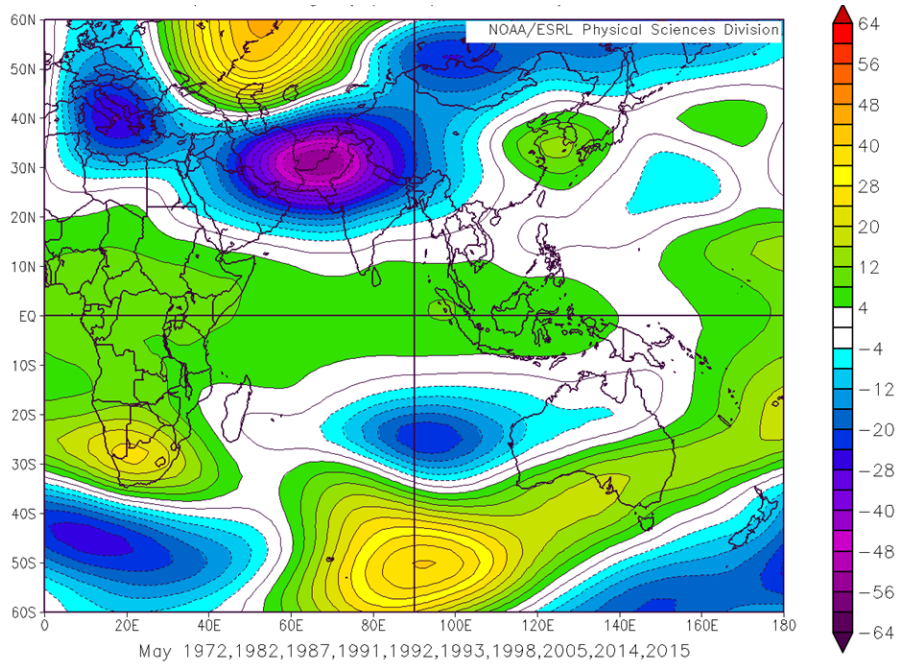 NOAA/ESRL Physical Sciences Division
60N
50N
40N
30N
20N
10N
EQ
10S
20S
30S
40S
50S
60S
0
20E
40E
60E
80E
100E
120E
140E
160E
180
64
56
48
40
28
20
12
4
-4
-12
-20
-28
-40
-48
-56
-64
May 1972,1982,1987,1991,1992,1993,1998,2005,2014,2015